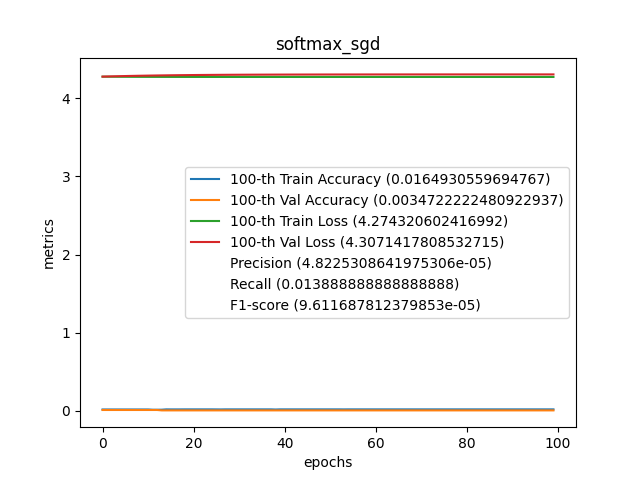 softmax_sgd
metrics
4
3
2
1
0
100-th Train Accuracy (0.0164930559694767)
100-th Val Accuracy (0.0034722222480922937)
100-th Train Loss (4.274320602416992)
100-th Val Loss (4.3071417808532715)
Precision (4.8225308641975306e-05)
Recall (0.013888888888888888)
F1-score (9.611687812379853e-05)
0 20 40 60 80 100
epochs